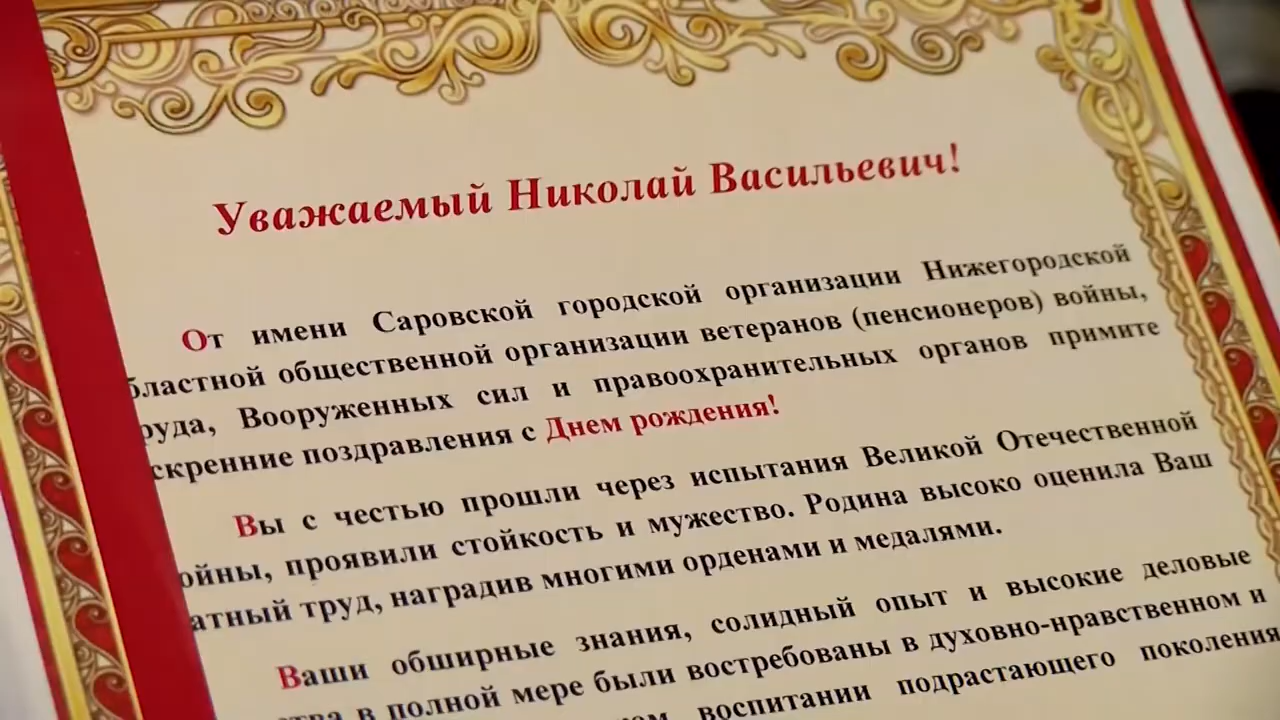 Уважаемый Николай Васильевич!
От имени Саровской городской организации Нижегородской
бластной общественной организации ветеранов (пенсионеров) войны,
руда, Вооруженных сил и правоохранительных органов примите
скренние поздравления с Днем рождения!
Вы с честью прошли через испытания Великой Отечественной
ойны, проявили стойкость и мужество. Родина высоко оценила Ваш
атный труд, наградив многими орденами и медалями.
Ваши обширные знания, солидный опыт и высокие деловые
ства в полной мере были востребованы в духовно-нравственном и
воспитании подрастающего поколения